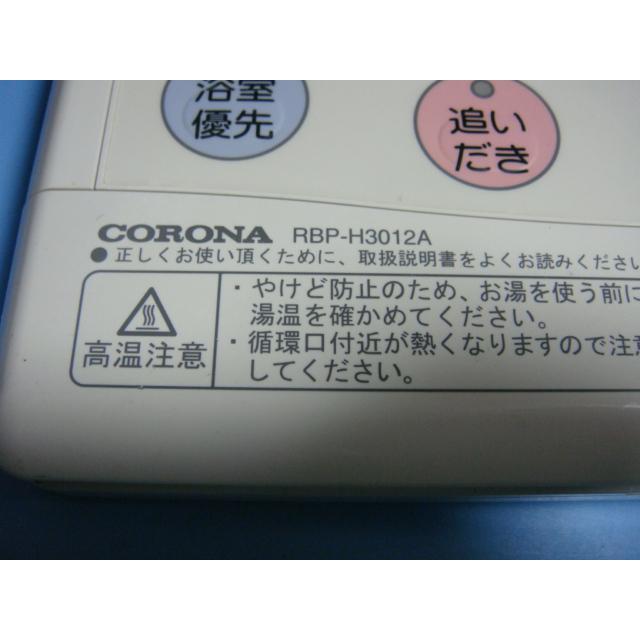 浴室
優先
追い
だき
CORONA RBP-H3012A
● 正しくお使い頂くために、取扱説明書をよくお読みください
高温注意
・やけど防止のため、お湯を使う前に
湯温を確かめてください。
・循環口付近が熱くなりますので注意
してください。